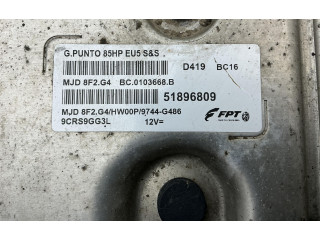 G.PUNTO 85HP EU5 S&S
D419 BC16
MJD 8F2.G4 BC.0103668.B
51896809
MJD 8F2.G4/HW00P/9744-G486
9CRS9GG3L 12V=
FPT